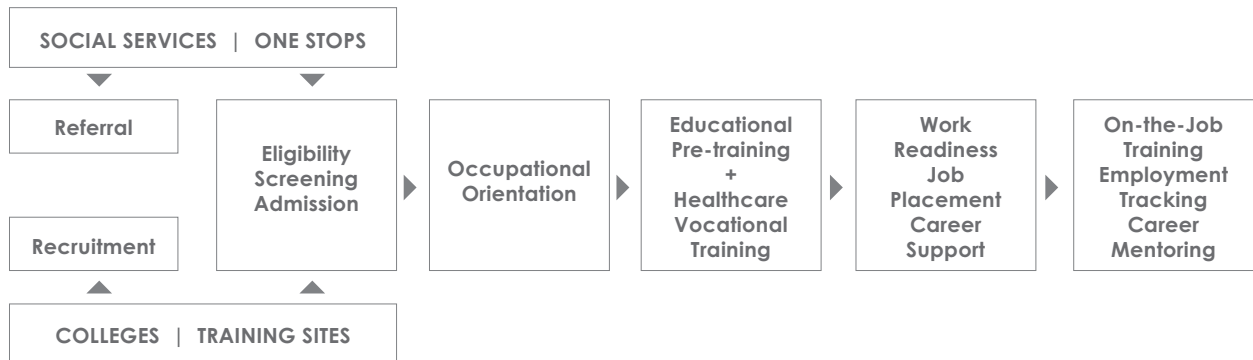 SOCIAL SERVICES | ONE STOPS
Referral
Recruitment
COLLEGES | TRAINING SITES
Eligibility
Screening
Admission
Occupational
Orientation
Educational
Pre-training
+
Healthcare
Vocational
Training
Work
Readiness
Job
Placement
Career
Support
On-the-Job
Training
Employment
Tracking
Career
Mentoring